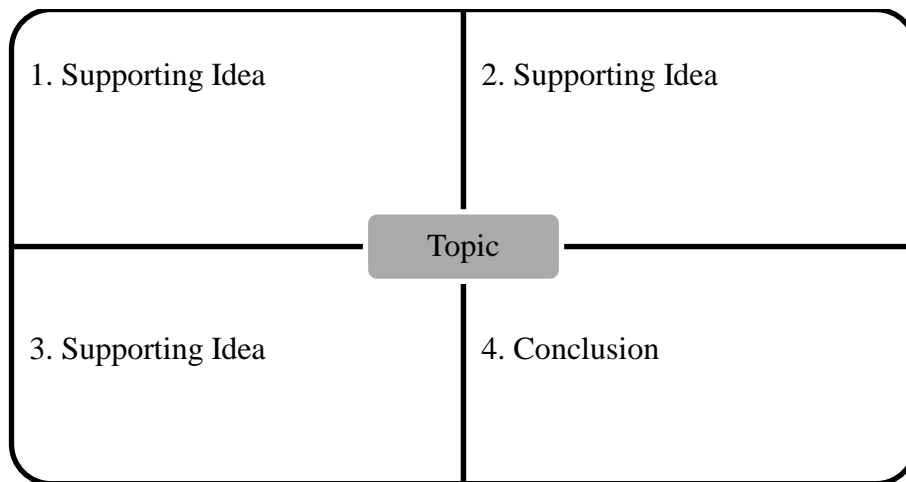 1. Supporting Idea
2. Supporting Idea
Topic
3. Supporting Idea
4. Conclusion